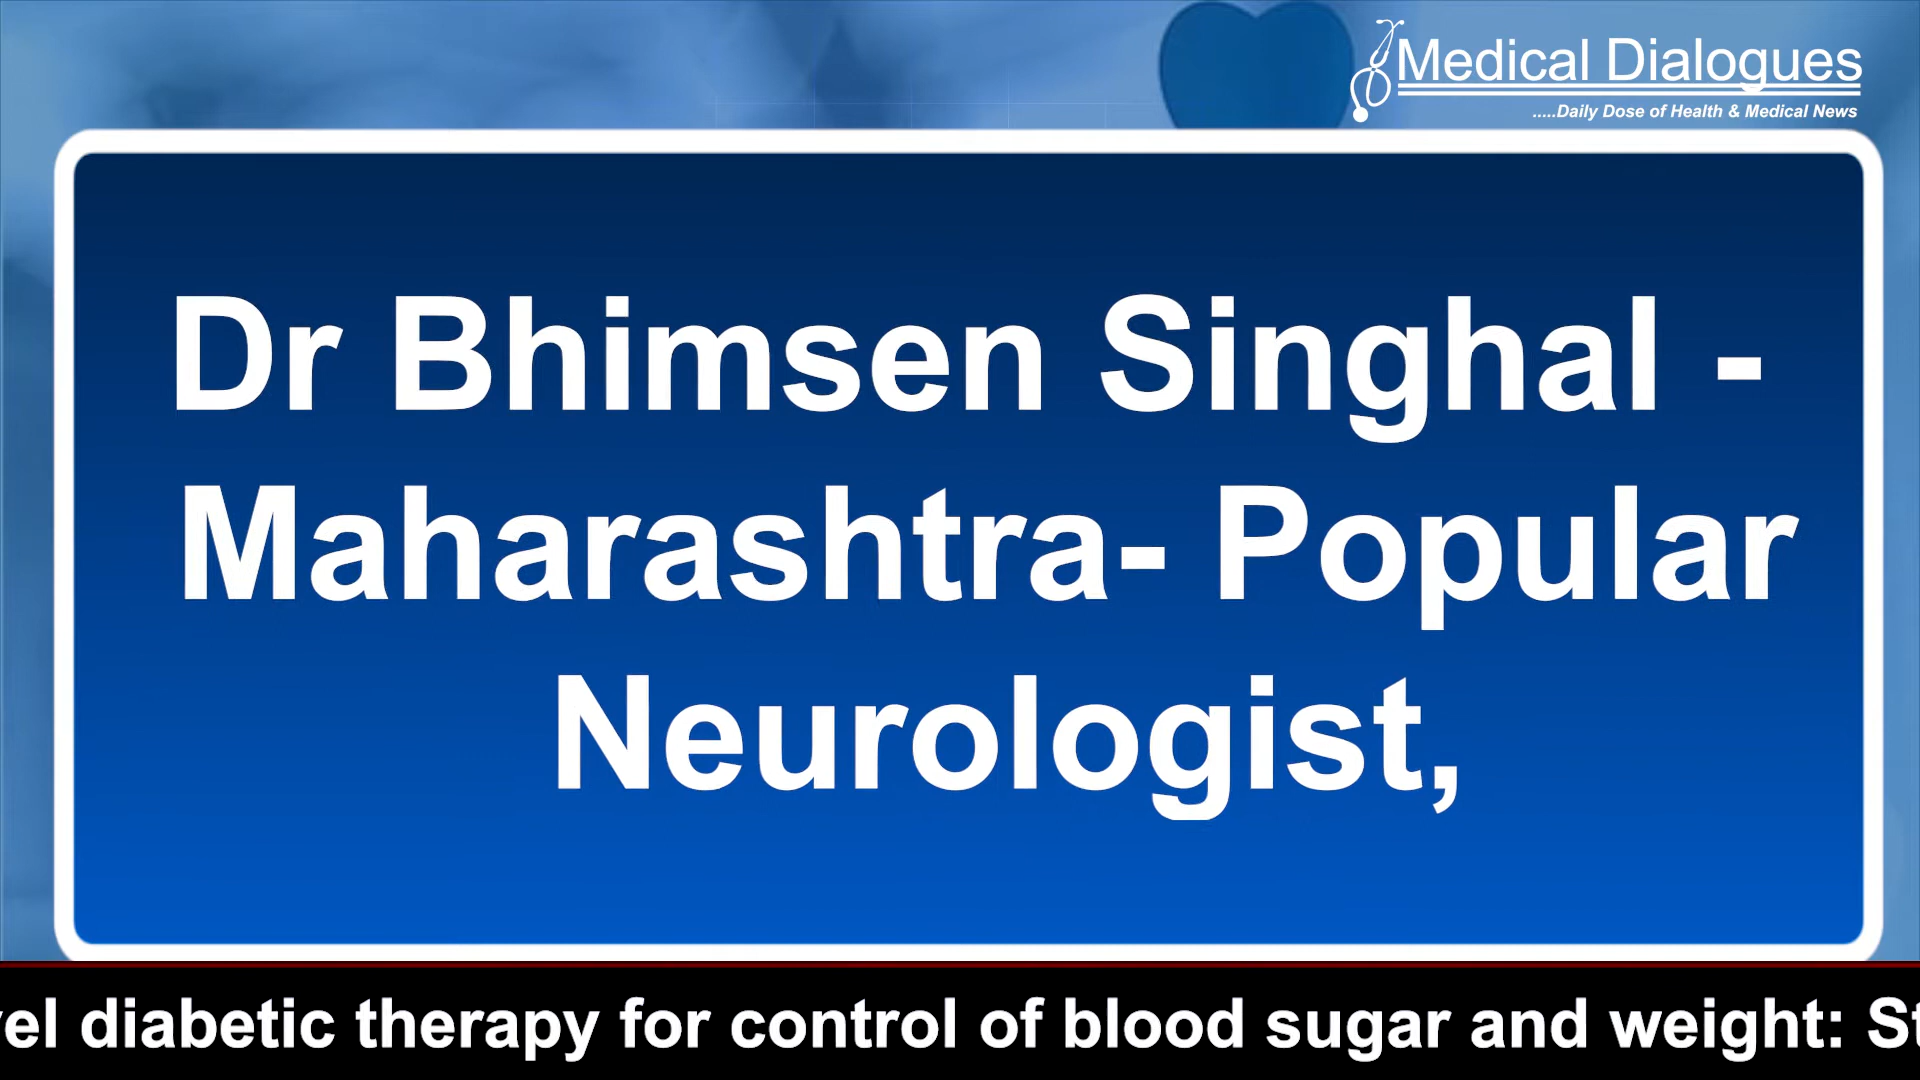 Medical Dialogues
.....Daily Dose of Health & Medical News
Dr Bhimsen Singhal -
Maharashtra- Popular
Neurologist,
diabetic therapy for control of blood sugar and weight: